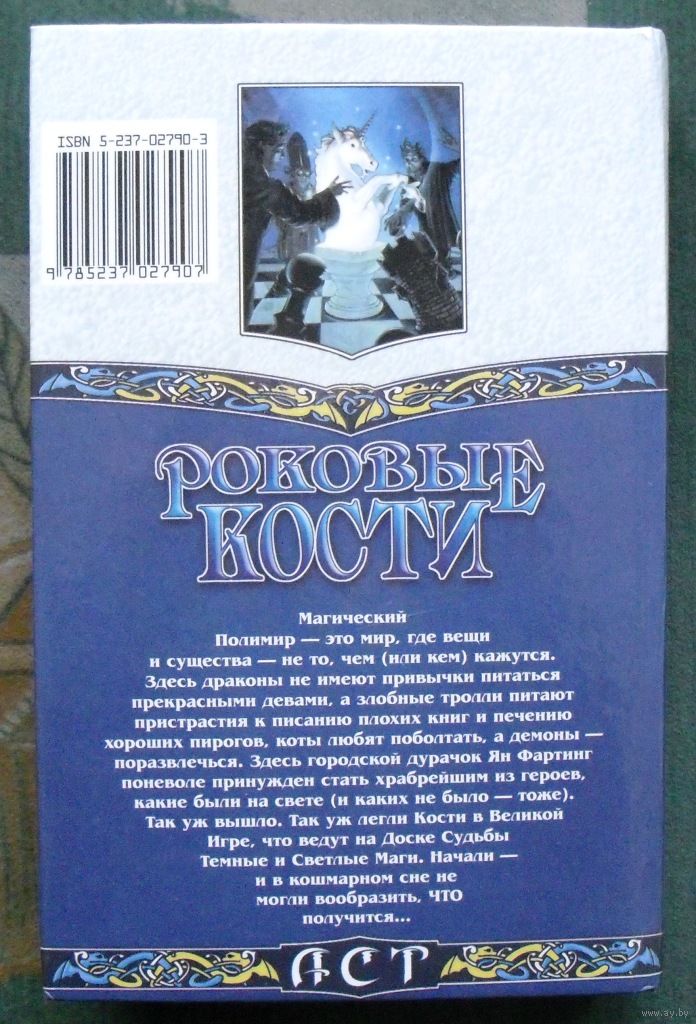 ISBN 5-237-02790-3
9 785237 027907
РОКОВЫЕ
КОСТИ
Магический
Полимир — это мир, где вещи
и существа — не то, чем (или кем) кажутся.
Здесь драконы не имеют привычки питаться
прекрасными девами, а злобные тролли питают
пристрастия к писанию плохих книг и печению
хороших пирогов, коты любят поболтать, а демоны —
поразвлечься. Здесь городской дурачок Ян Фартинг
поневоле принужден стать храбрейшим из героев,
какие были на свете (и каких не было — тоже).
Так уж вышло. Так уж легли Кости в Великой
Игре, что ведут на Доске Судьбы
Темные и Светлые Маги. Начали —
и в кошмарном сне не
могли вообразить, ЧТО
получится...
АСТ
www.ay.by